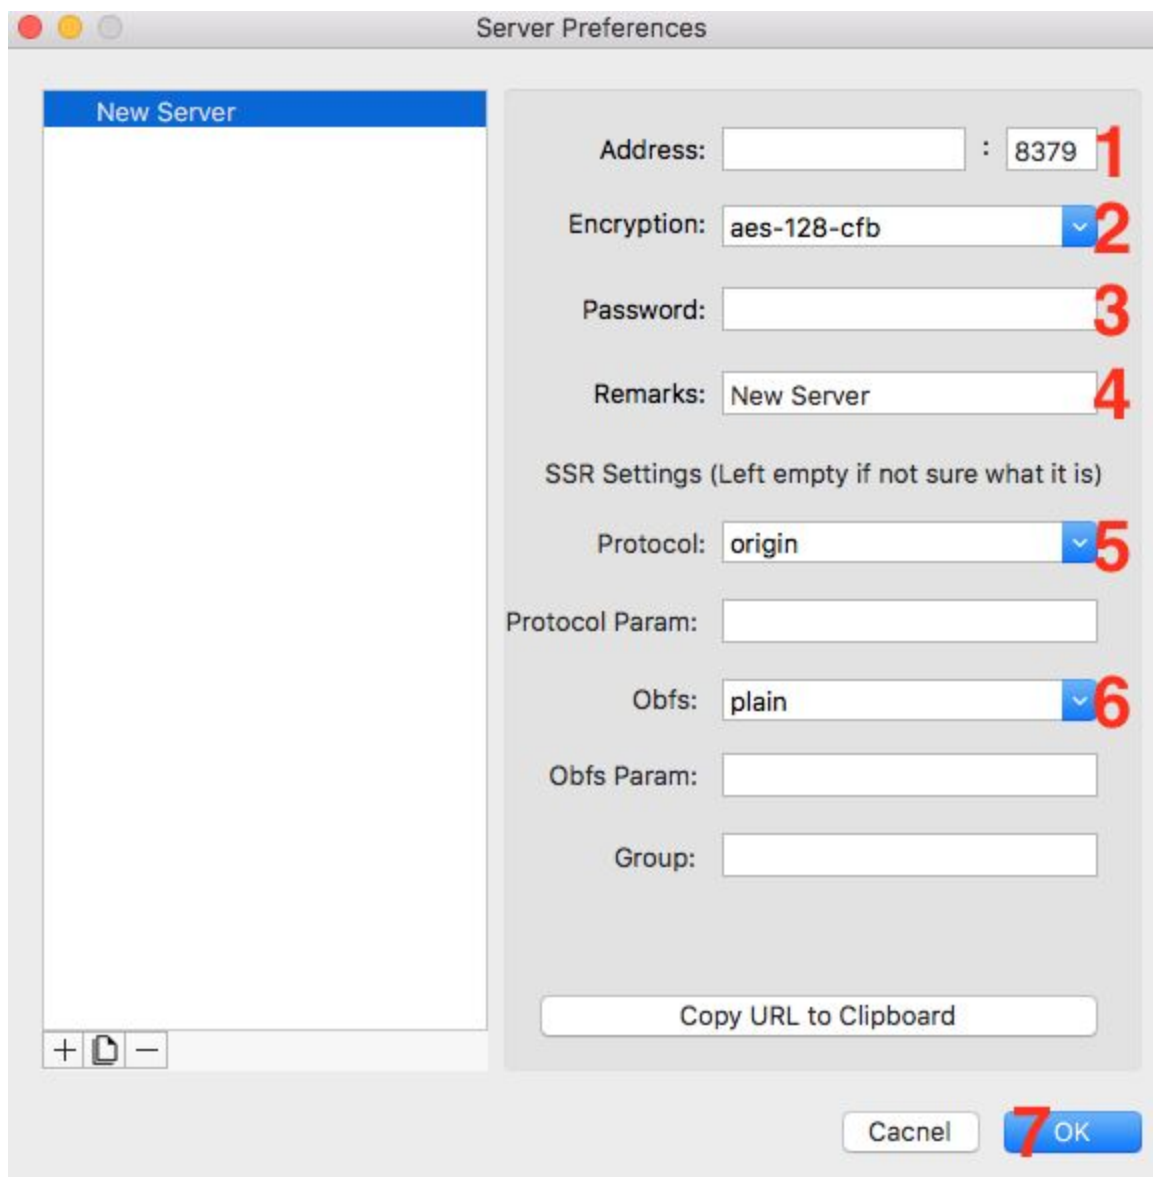 Server Preferences
New Server
Address: : 8379 1
Encryption: aes-128-cfb 2
Password: 3
Remarks: New Server 4
SSR Settings (Left empty if not sure what it is)
Protocol: origin 5
Protocol Param:
Obfs: plain 6
Obfs Param:
Group:
Copy URL to Clipboard
Cacnel 7 OK